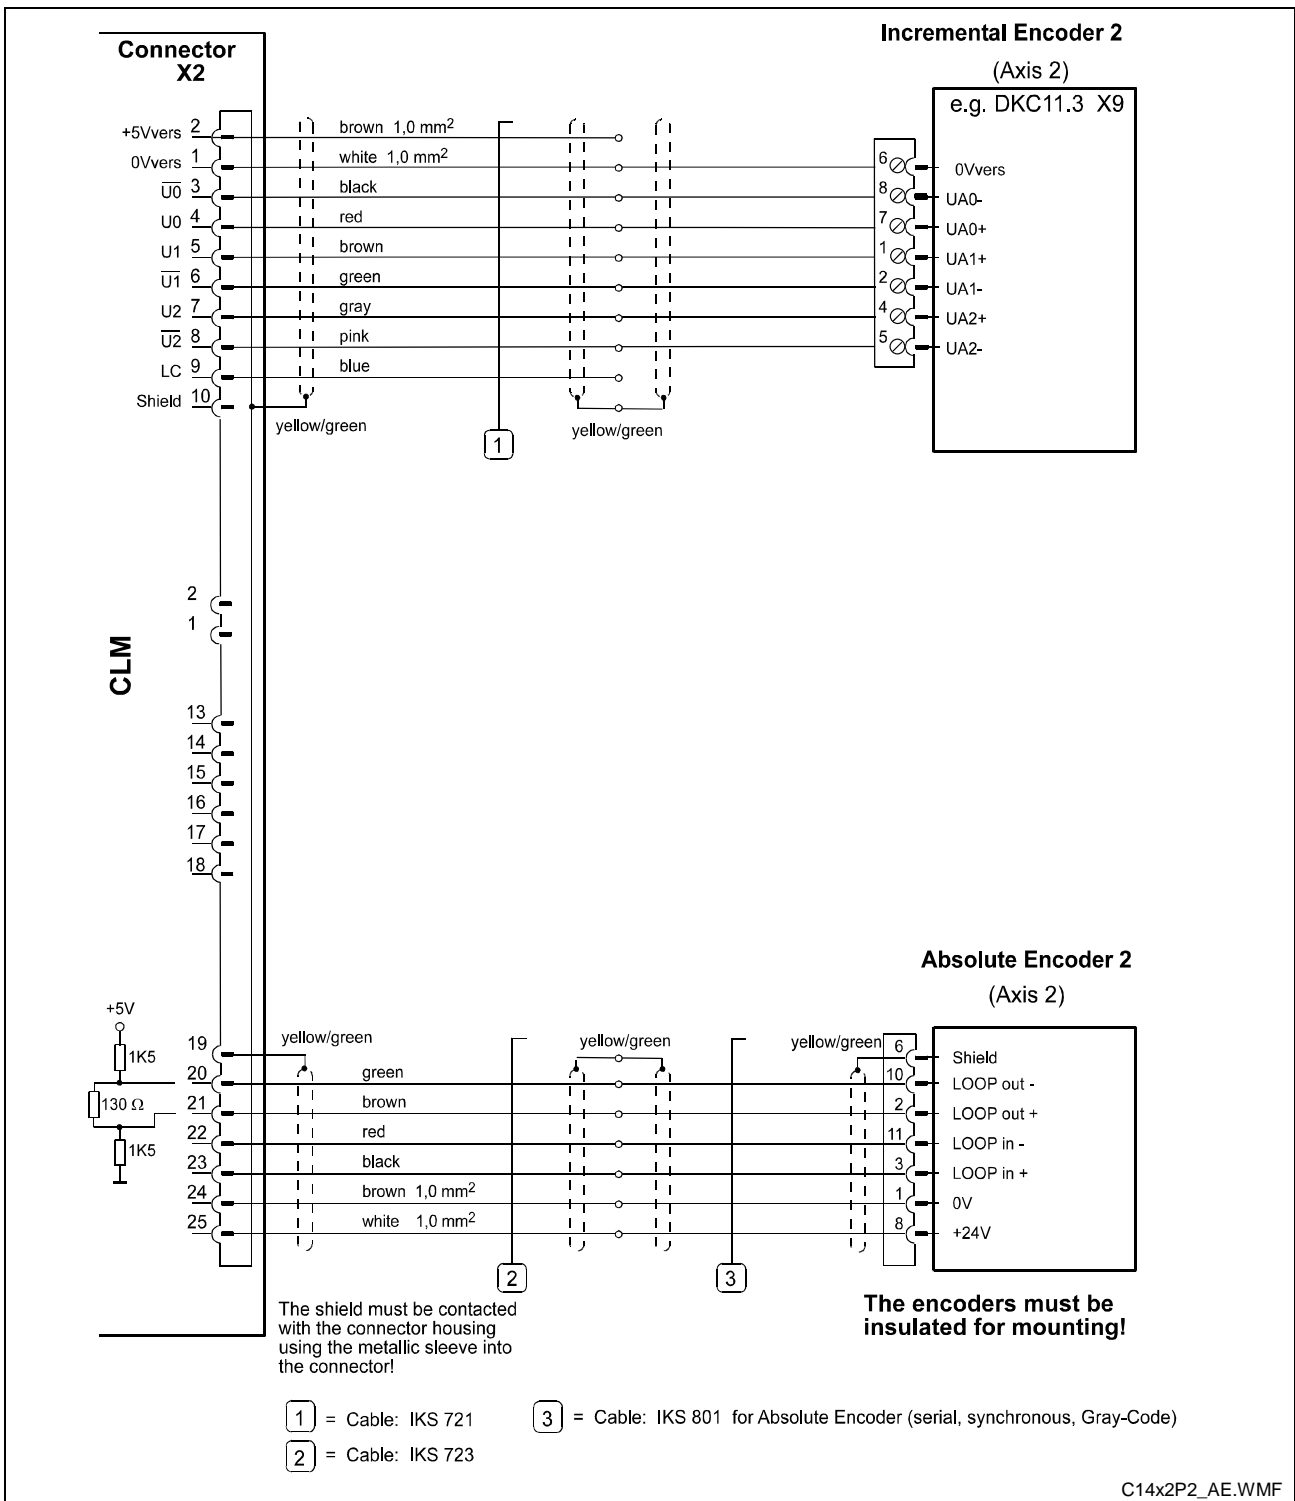 Connector
X2
Incremental Encoder 2
(Axis 2)
e.g. DKC11.3 X9
+5Vvers 2 brown 1,0 mm²
0Vvers 1 white 1,0 mm² 6 0Vvers
U0 3 black 8 UA0-
U0 4 red 7 UA0+
U1 5 brown 1 UA1+
U1 6 green 2 UA1-
U2 7 gray 4 UA2+
U2 8 pink 5 UA2-
LC 9 blue
Shield 10
yellow/green
1
yellow/green
2
1
CLM
13
14
15
16
17
18
Absolute Encoder 2
(Axis 2)
+5V
1K5
130 Ω
1K5
19 yellow/green yellow/green yellow/green 6 Shield
20 green 10 LOOP out -
21 brown 2 LOOP out +
22 red 11 LOOP in -
23 black 3 LOOP in +
24 brown 1,0 mm² 1 0V
25 white 1,0 mm² 8 +24V
2
3
The shield must be contacted
with the connector housing
using the metallic sleeve into
the connector!
The encoders must be
insulated for mounting!
1 = Cable: IKS 721
3 = Cable: IKS 801 for Absolute Encoder (serial, synchronous, Gray-Code)
2 = Cable: IKS 723
C14x2P2_AE.WMF